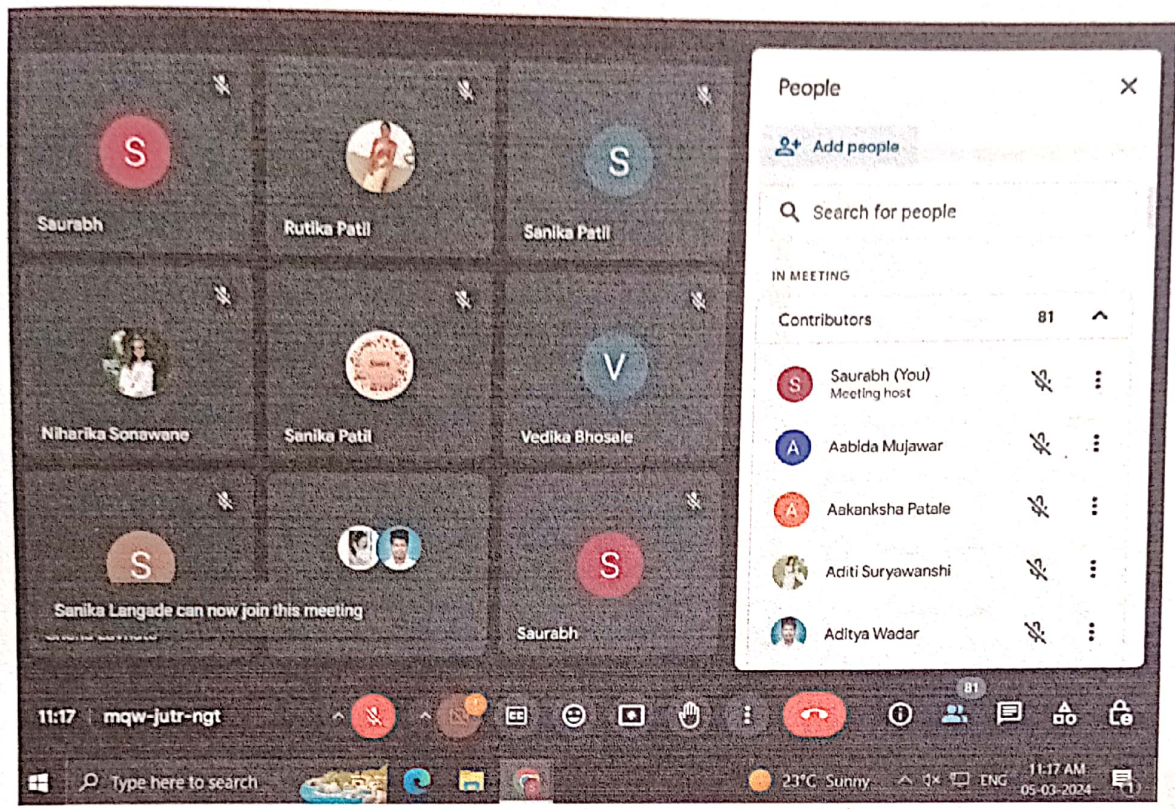 S
Saurabh
Rutika Patil
S
Sanika Patil
Niharika Sonawane
Sanika Patil
V
Vedika Bhosale
S
Sanika Langade can now join this meeting
S
Saurabh
People
Add people
Search for people
IN MEETING
Contributors 81
S Saurabh (You)
Meeting host
A Aabida Mujawar
A Aakanksha Patale
Aditi Suryawanshi
Aditya Wadar
11:17 | mqw-jutr-ngt
CC
81
Type here to search
23°C Sunny
ENG
11:17 AM
05-03-2024
1